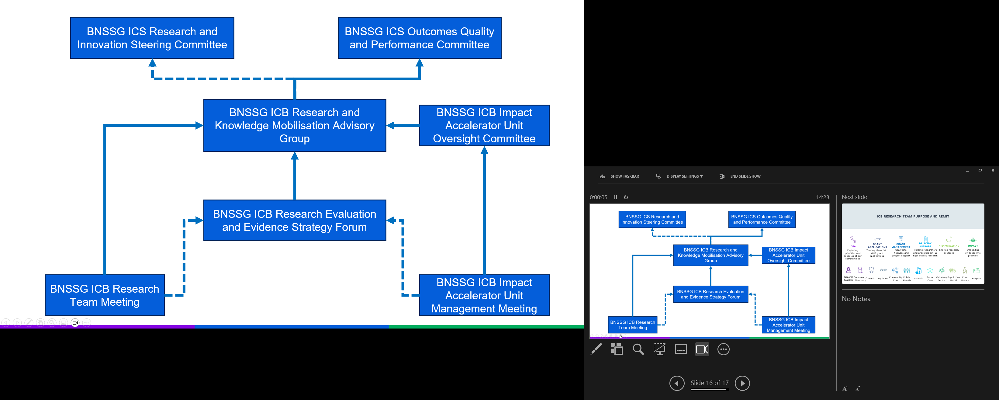 BNSSG ICS Research and
Innovation Steering Committee
BNSSG ICS Outcomes Quality
and Performance Committee
BNSSG ICB Research and
Knowledge Mobilisation Advisory
Group
BNSSG ICB Impact
Accelerator Unit
Oversight Committee
BNSSG ICB Research Evaluation
and Evidence Strategy Forum
BNSSG ICB Research
Team Meeting
BNSSG ICB Impact
Accelerator Unit
Management Meeting
SHOW TASKBAR
DISPLAY SETTINGS ▼
END SLIDE SHOW
0:00:05
14:23
BNSSG ICS Research and
Innovation Steering Committee
BNSSG ICS Outcomes Quality
and Performance Committee
BNSSG ICB Research and
Knowledge Mobilisation Advisory
Group
BNSSG ICB Impact
Accelerator Unit
Oversight Committee
BNSSG ICB Research Evaluation
and Evidence Strategy Forum
BNSSG ICB Research
Team Meeting
BNSSG ICB Impact
Accelerator Unit
Management Meeting
Slide 16 of 17
Next slide
ICB RESEARCH TEAM PURPOSE AND REMIT
IDEA
Exploring
priorities and
concerns of our
communities
GRANT
APPLICATIONS
Turning ideas into
NIHR grant
applications
GRANT
MANAGEMENT
Contracts,
finances and
project support
DELIVERY
SUPPORT
Helping researchers
and providers set-up
high quality research
DISSEMINATION
Sharing research
evidence
IMPACT
Embedding
evidence into
practice
General
Practice
Community
Pharmacy
Dentist
Optician
Community
Care
Public
Health
Schools
Social
Care
Voluntary
Sector
Population
Health
Care
Homes
Hospice
No Notes.
A A